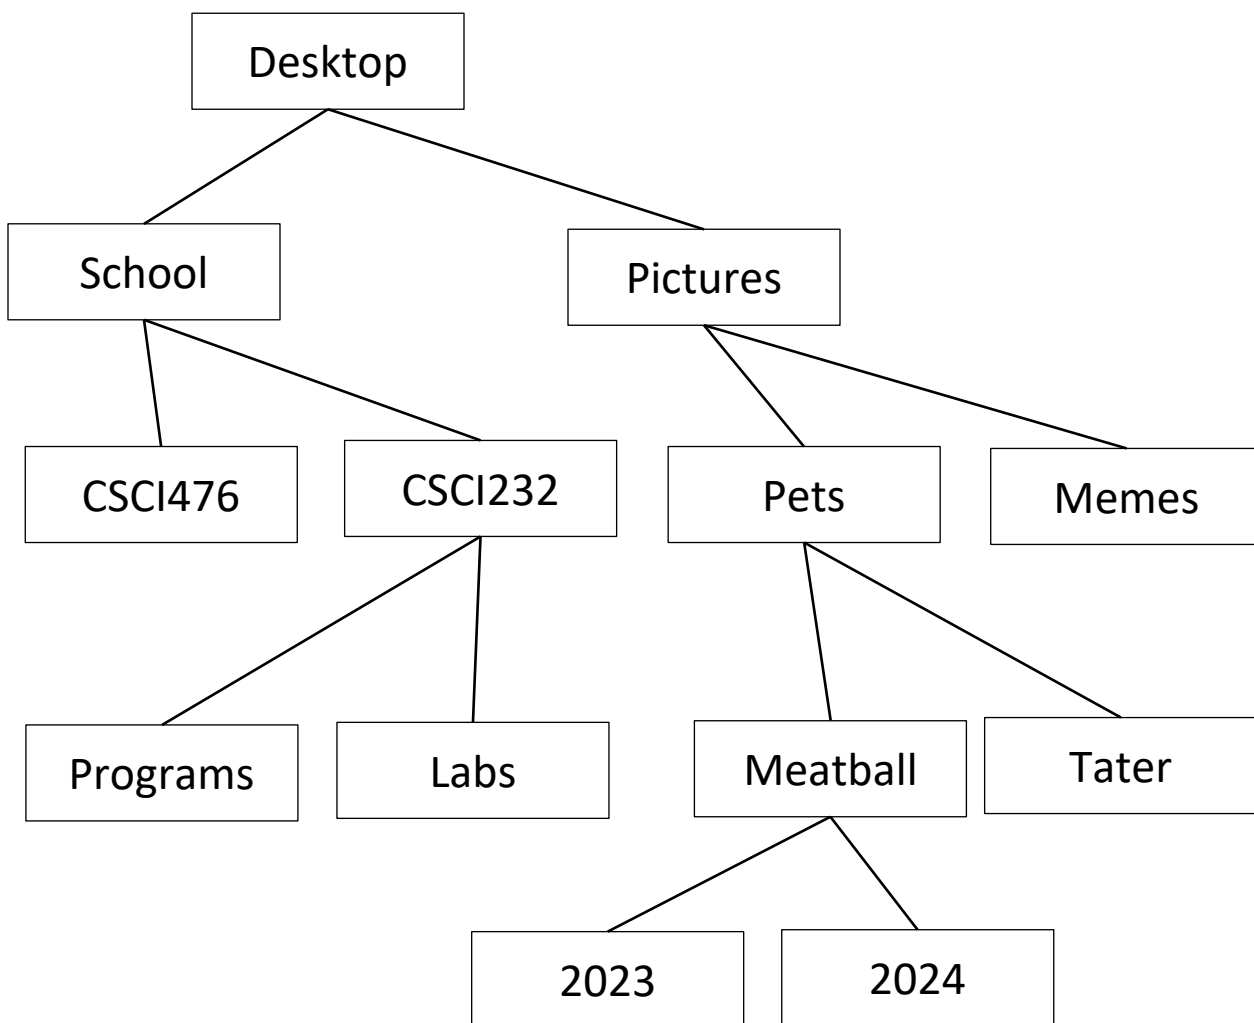 Desktop
School
Pictures
CSCI476
CSCI232
Pets
Memes
Programs
Labs
Meatball
Tater
2023
2024